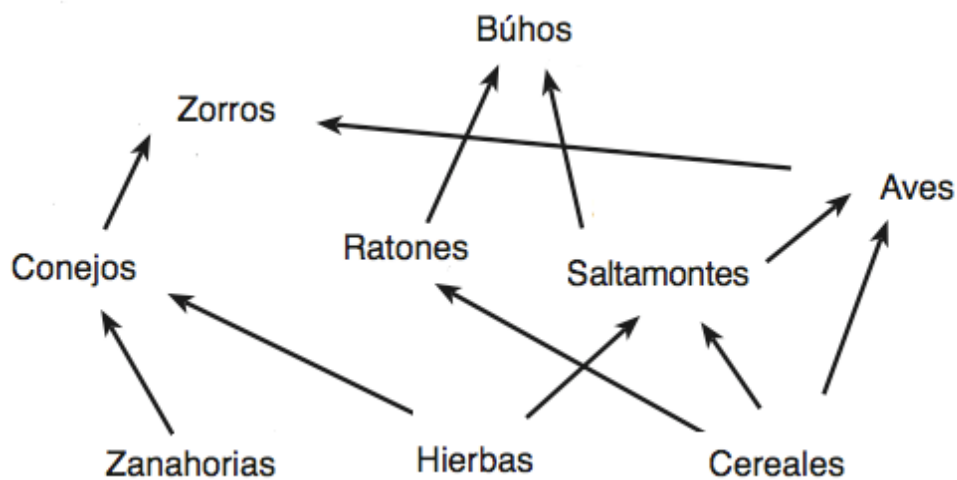 Búhos
Zorros
Aves
Ratones
Conejos
Saltamontes
Zanahorias
Hierbas
Cereales